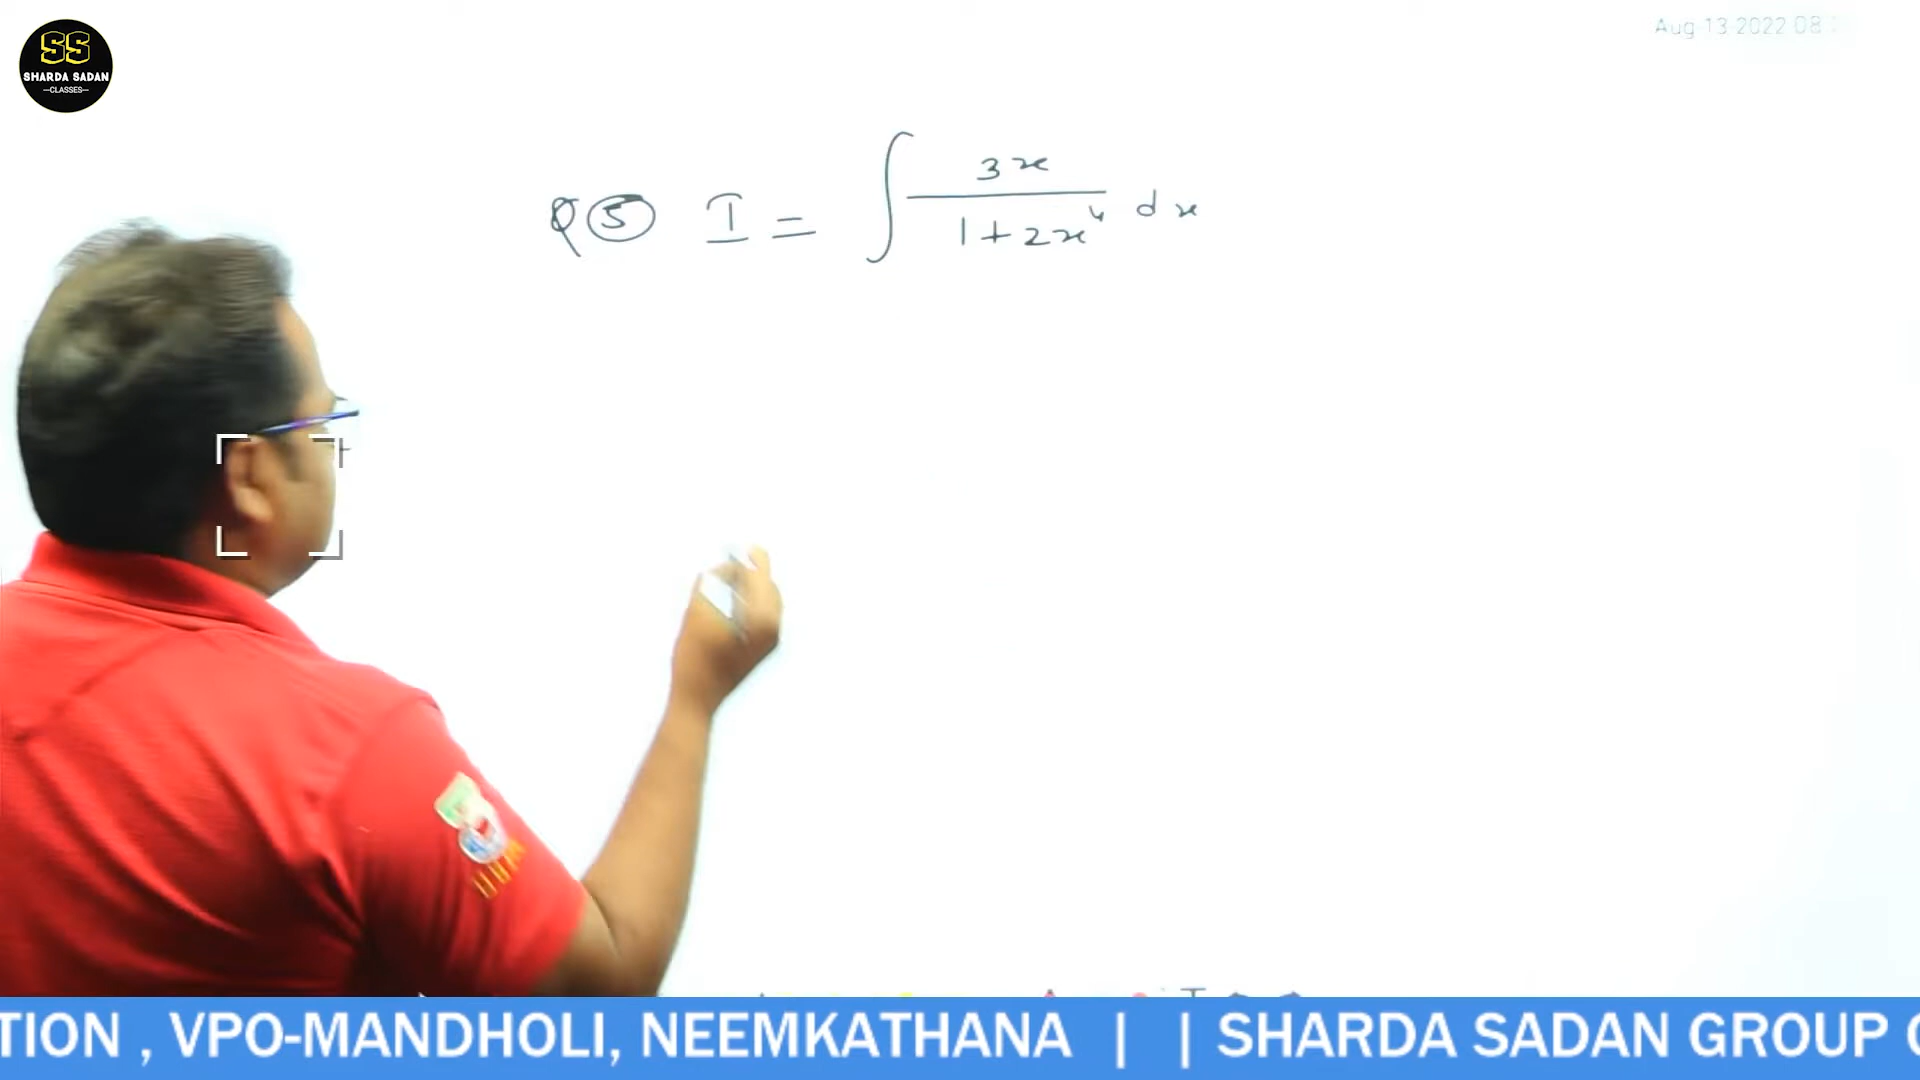 Aug-13-2022 08:
SS
SHARDA SADAN
—CLASSES—
Q ⑤ I = ∫ 3x / (1 + 2x⁴) dx
TION , VPO-MANDHOLI, NEEMKATHANA | | SHARDA SADAN GROUP